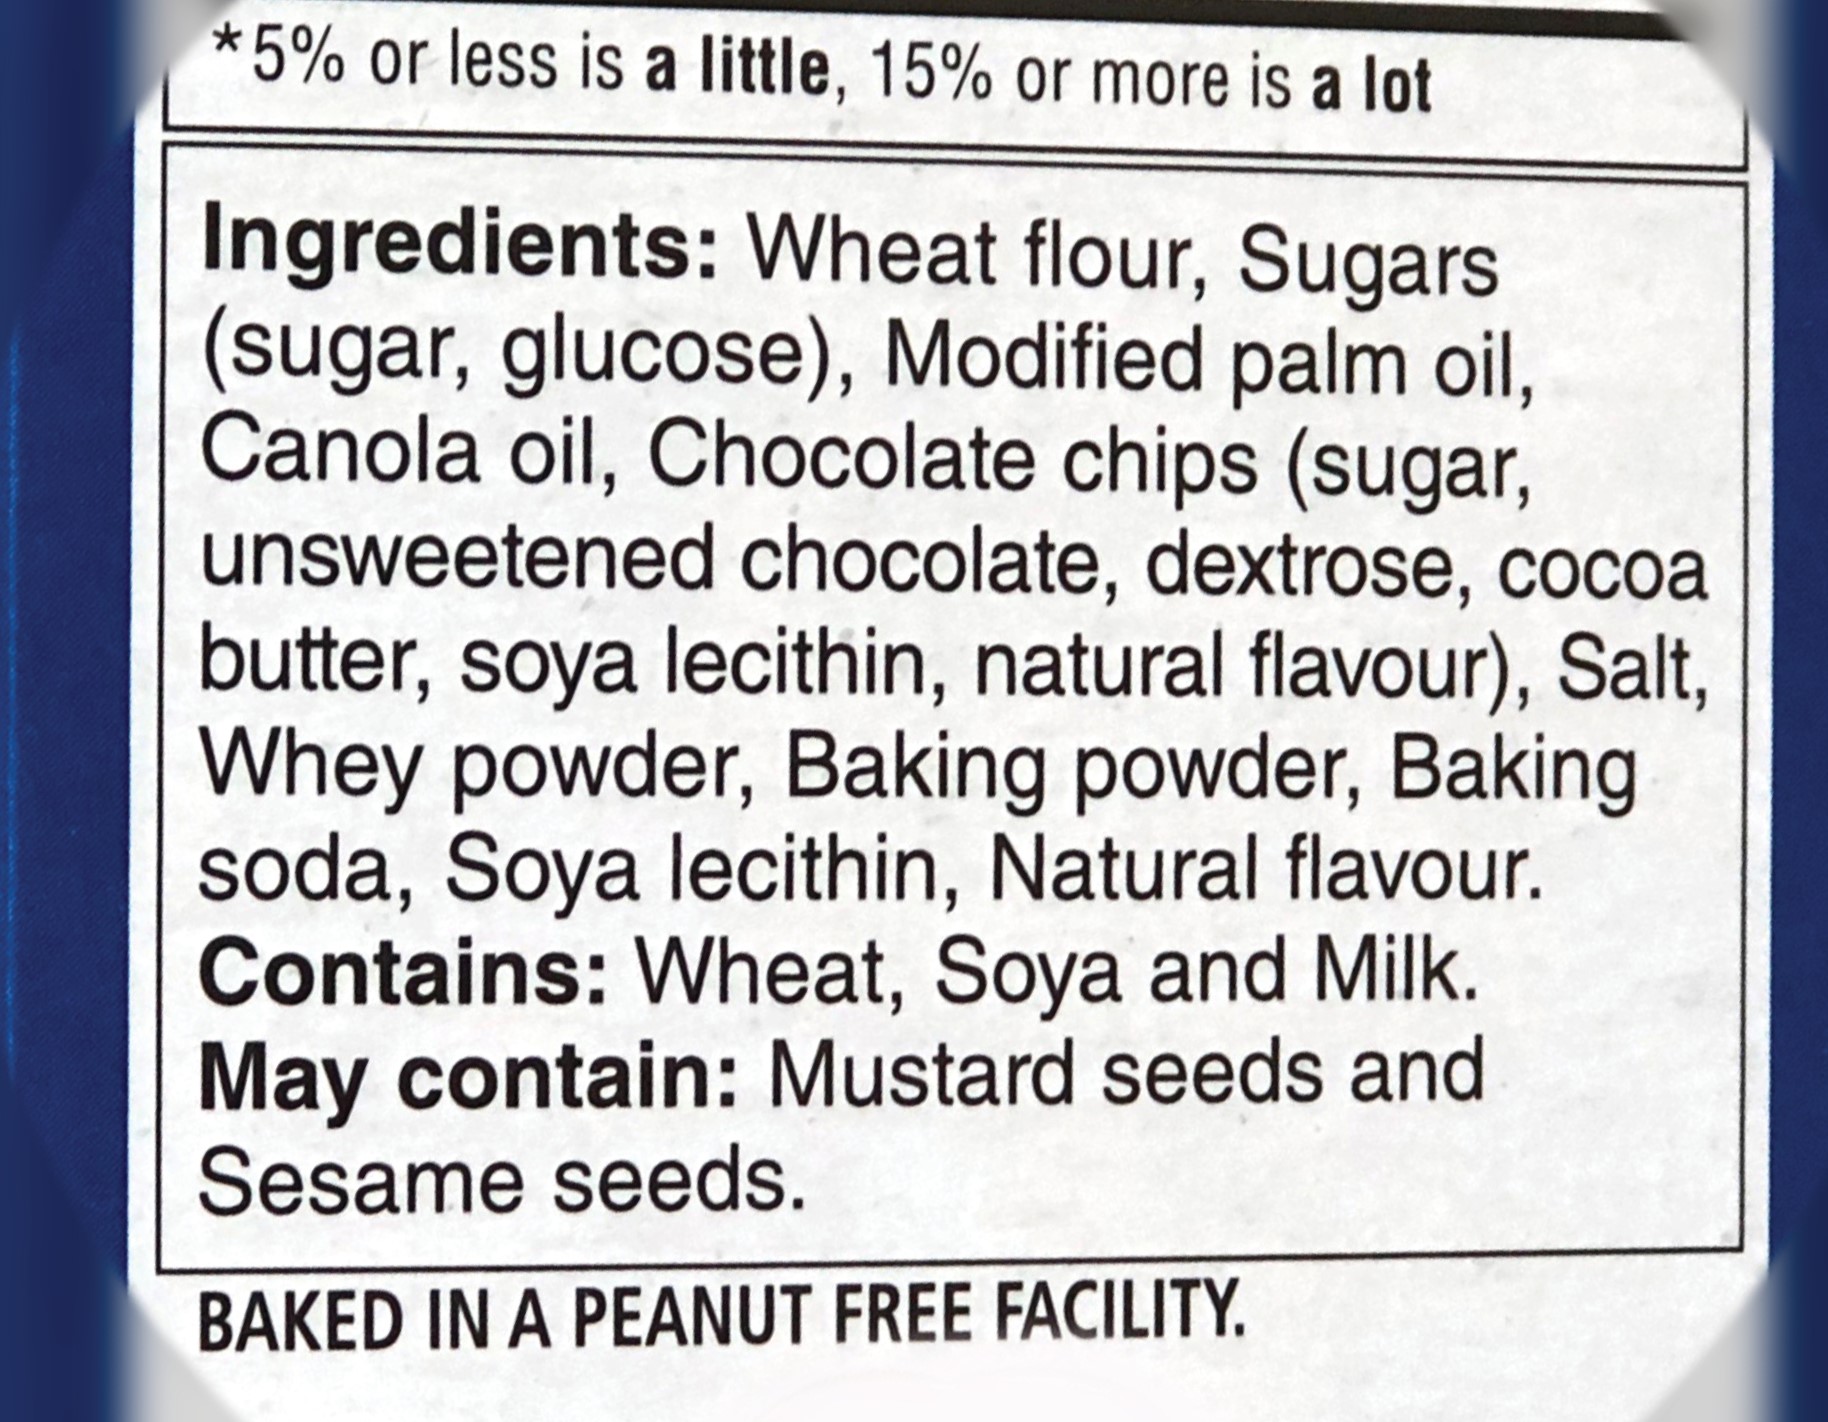 *5% or less is a little, 15% or more is a lot
Ingredients: Wheat flour, Sugars
(sugar, glucose), Modified palm oil,
Canola oil, Chocolate chips (sugar,
unsweetened chocolate, dextrose, cocoa
butter, soya lecithin, natural flavour), Salt,
Whey powder, Baking powder, Baking
soda, Soya lecithin, Natural flavour.
Contains: Wheat, Soya and Milk.
May contain: Mustard seeds and
Sesame seeds.
BAKED IN A PEANUT FREE FACILITY.